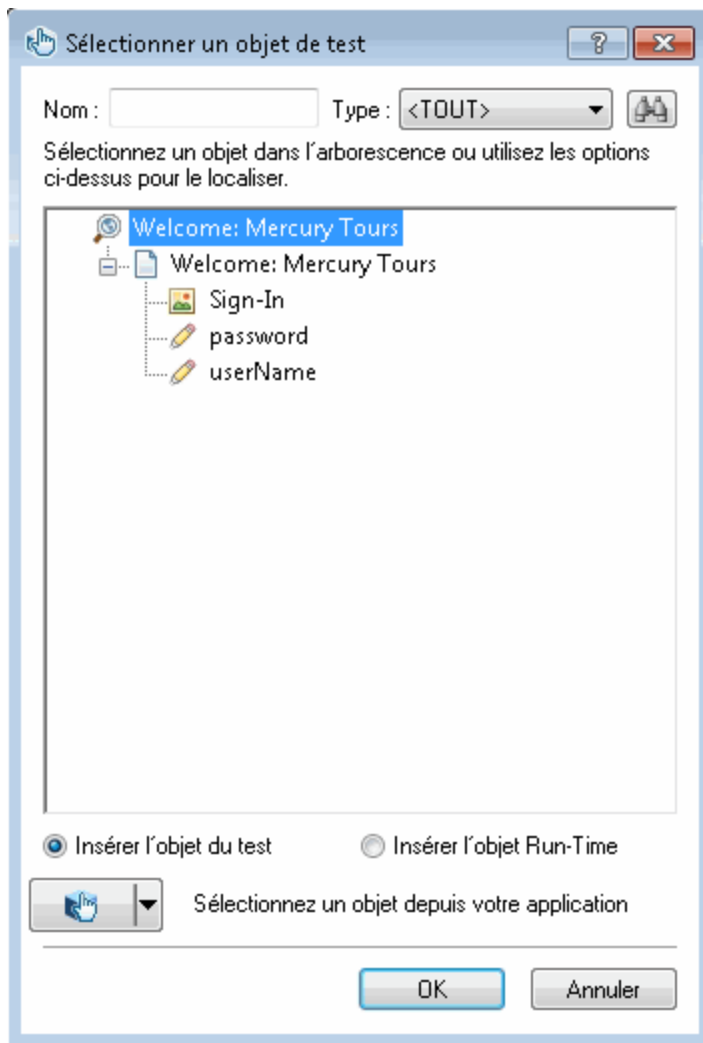 Sélectionner un objet de test
Nom : Type : <TOUT>
Sélectionnez un objet dans l´arborescence ou utilisez les options
ci-dessus pour le localiser.
Welcome: Mercury Tours
Welcome: Mercury Tours
Sign-In
password
userName
Insérer l´objet du test Insérer l´objet Run-Time
Sélectionnez un objet depuis votre application
OK Annuler